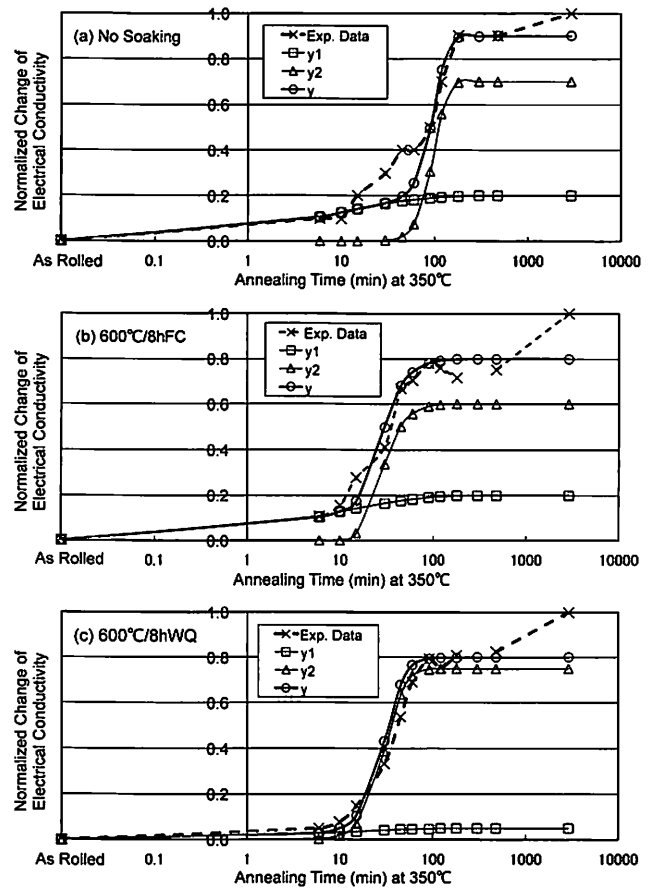 (a) No Soaking
Exp. Data
y1
y2
y
Normalized Change of
Electrical Conductivity
1.0
0.8
0.6
0.4
0.2
0.0
As Rolled 0.1 1 10 100 1000 10000
Annealing Time (min) at 350℃
(b) 600℃/8hFC
Exp. Data
y1
y2
y
Normalized Change of
Electrical Conductivity
1.0
0.8
0.6
0.4
0.2
0.0
As Rolled 0.1 1 10 100 1000 10000
Annealing Time (min) at 350℃
(c) 600℃/8hWQ
Exp. Data
y1
y2
y
Normalized Change of
Electrical Conductivity
1.0
0.8
0.6
0.4
0.2
0.0
As Rolled 0.1 1 10 100 1000 10000
Annealing Time (min) at 350℃